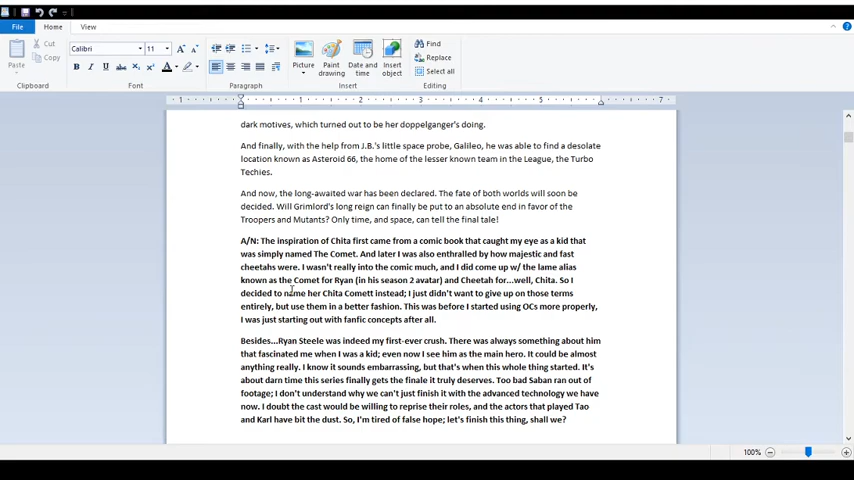 File
Home
View
Paste
Cut
Copy
Clipboard
Calibri
11
A A
B I U abc X₂ X² A
Font
Paragraph
Picture
Paint drawing
Date and time
Insert object
Insert
Find
Replace
Select all
Editing
1 1 2 3 4 5 7
dark motives, which turned out to be her doppelganger's doing.
And finally, with the help from J.B.'s little space probe, Galileo, he was able to find a desolate
location known as Asteroid 66, the home of the lesser known team in the League, the Turbo
Techies.
And now, the long-awaited war has been declared. The fate of both worlds will soon be
decided. Will Grimlord's long reign can finally be put to an absolute end in favor of the
Troopers and Mutants? Only time, and space, can tell the final tale!
A/N: The inspiration of Chita first came from a comic book that caught my eye as a kid that
was simply named The Comet. And later I was also enthralled by how majestic and fast
cheetahs were. I wasn't really into the comic much, and I did come up w/ the lame alias
known as the Comet for Ryan (in his season 2 avatar) and Cheetah for...well, Chita. So I
decided to name her Chita Comett instead; I just didn't want to give up on those terms
entirely, but use them in a better fashion. This was before I started using OCs more properly,
I was just starting out with fanfic concepts after all.
Besides...Ryan Steele was indeed my first-ever crush. There was always something about him
that fascinated me when I was a kid; even now I see him as the main hero. It could be almost
anything really. I know it sounds embarrassing, but that's when this whole thing started. It's
about darn time this series finally gets the finale it truly deserves. Too bad Saban ran out of
footage; I don't understand why we can't just finish it with the advanced technology we have
now. I doubt the cast would be willing to reprise their roles, and the actors that played Tao
and Karl have bit the dust. So, I'm tired of false hope; let's finish this thing, shall we?
100%